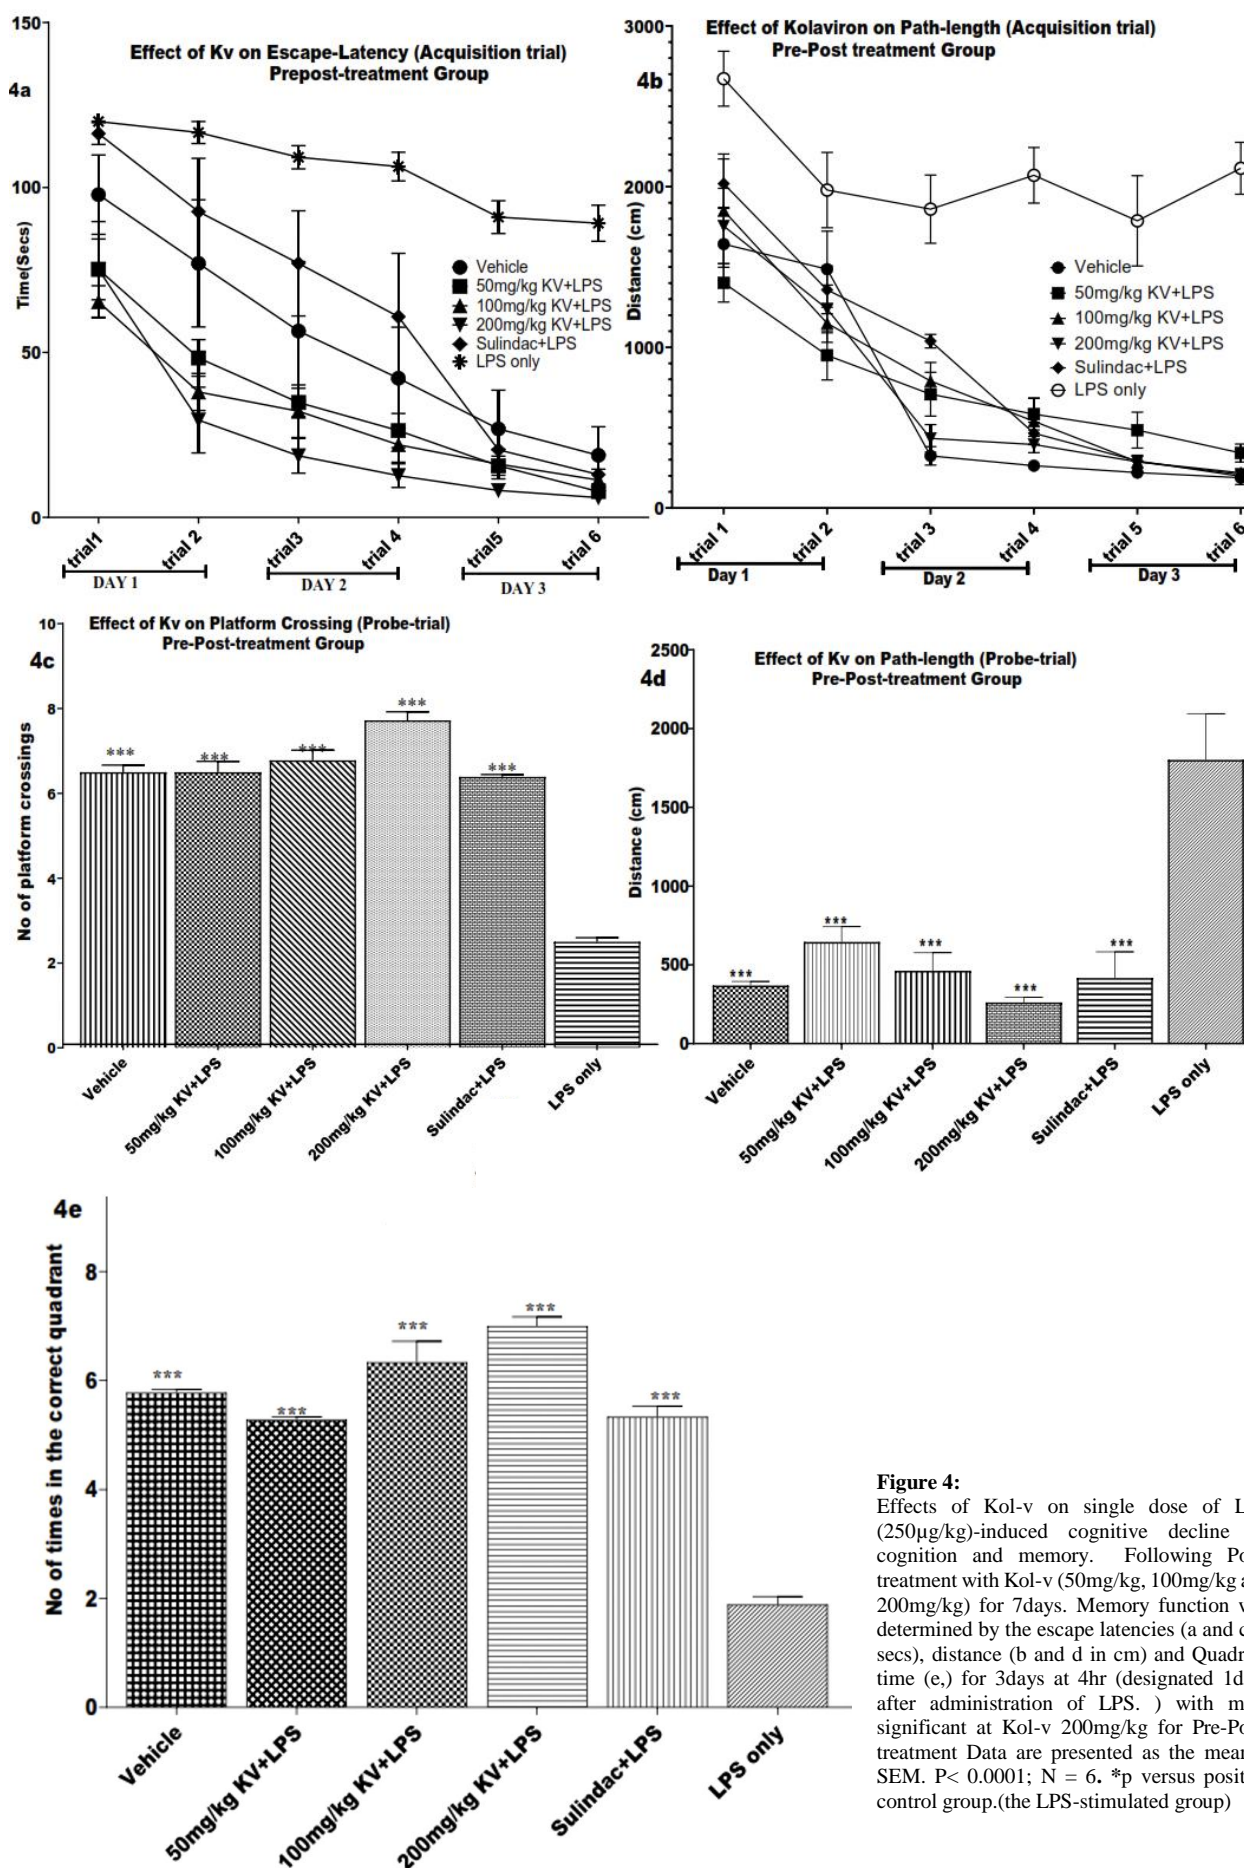 Effect of Kv on Escape-Latency (Acquisition trial)
Prepost-treatment Group
4a
150
100
50
0
Time(Secs)
Vehicle
50mg/kg KV+LPS
100mg/kg KV+LPS
200mg/kg KV+LPS
Sulindac+LPS
LPS only
trial1
trial 2
trial3
trial 4
trial5
trial 6
DAY 1
DAY 2
DAY 3
Effect of Kolaviron on Path-length (Acquisition trial)
Pre-Post treatment Group
4b
3000
2000
1000
0
Distance (cm)
Vehicle
50mg/kg KV+LPS
100mg/kg KV+LPS
200mg/kg KV+LPS
Sulindac+LPS
LPS only
trial 1
trial 2
trial 3
trial 4
trial 5
trial 6
Day 1
Day 2
Day 3
Effect of Kv on Platform Crossing (Probe-trial)
Pre-Post-treatment Group
4c
10
8
6
4
2
0
No of platform crossings
***
***
***
***
***
Vehicle
50mg/kg KV+LPS
100mg/kg KV+LPS
200mg/kg KV+LPS
Sulindac+LPS
LPS only
Effect of Kv on Path-length (Probe-trial)
Pre-Post-treatment Group
4d
2500
2000
1500
1000
500
0
Distance (cm)
***
***
***
***
***
Vehicle
50mg/kg KV+LPS
100mg/kg KV+LPS
200mg/kg KV+LPS
Sulindac+LPS
LPS only
4e
8
6
4
2
0
No of times in the correct quadrant
***
***
***
***
***
Vehicle
50mg/kg KV+LPS
100mg/kg KV+LPS
200mg/kg KV+LPS
Sulindac+LPS
LPS only
Figure 4:
Effects of Kol-v on single dose of L
(250µg/kg)-induced cognitive decline
cognition and memory. Following Po
treatment with Kol-v (50mg/kg, 100mg/kg a
200mg/kg) for 7days. Memory function w
determined by the escape latencies (a and c
secs), distance (b and d in cm) and Quadr
time (e,) for 3days at 4hr (designated 1d
after administration of LPS. ) with m
significant at Kol-v 200mg/kg for Pre-Po
treatment Data are presented as the mean
SEM. P< 0.0001; N = 6. *p versus posit
control group.(the LPS-stimulated group)